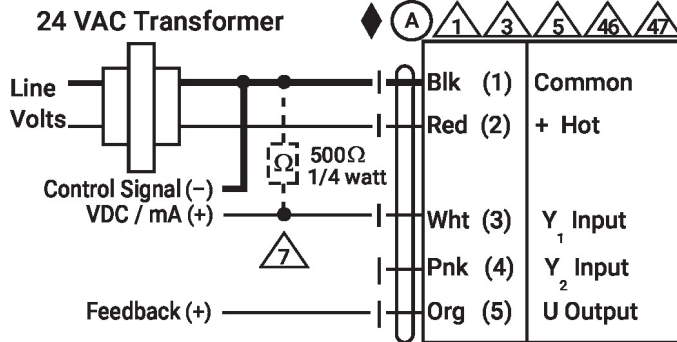 24 VAC Transformer
A 1 3 5 46 47
Line
Volts
Blk (1) Common
Red (2) + Hot
Ω 500Ω
1/4 watt
Control Signal (−)
VDC / mA (+)
Wht (3) Y1 Input
7
Pnk (4) Y2 Input
Feedback (+)
Org (5) U Output